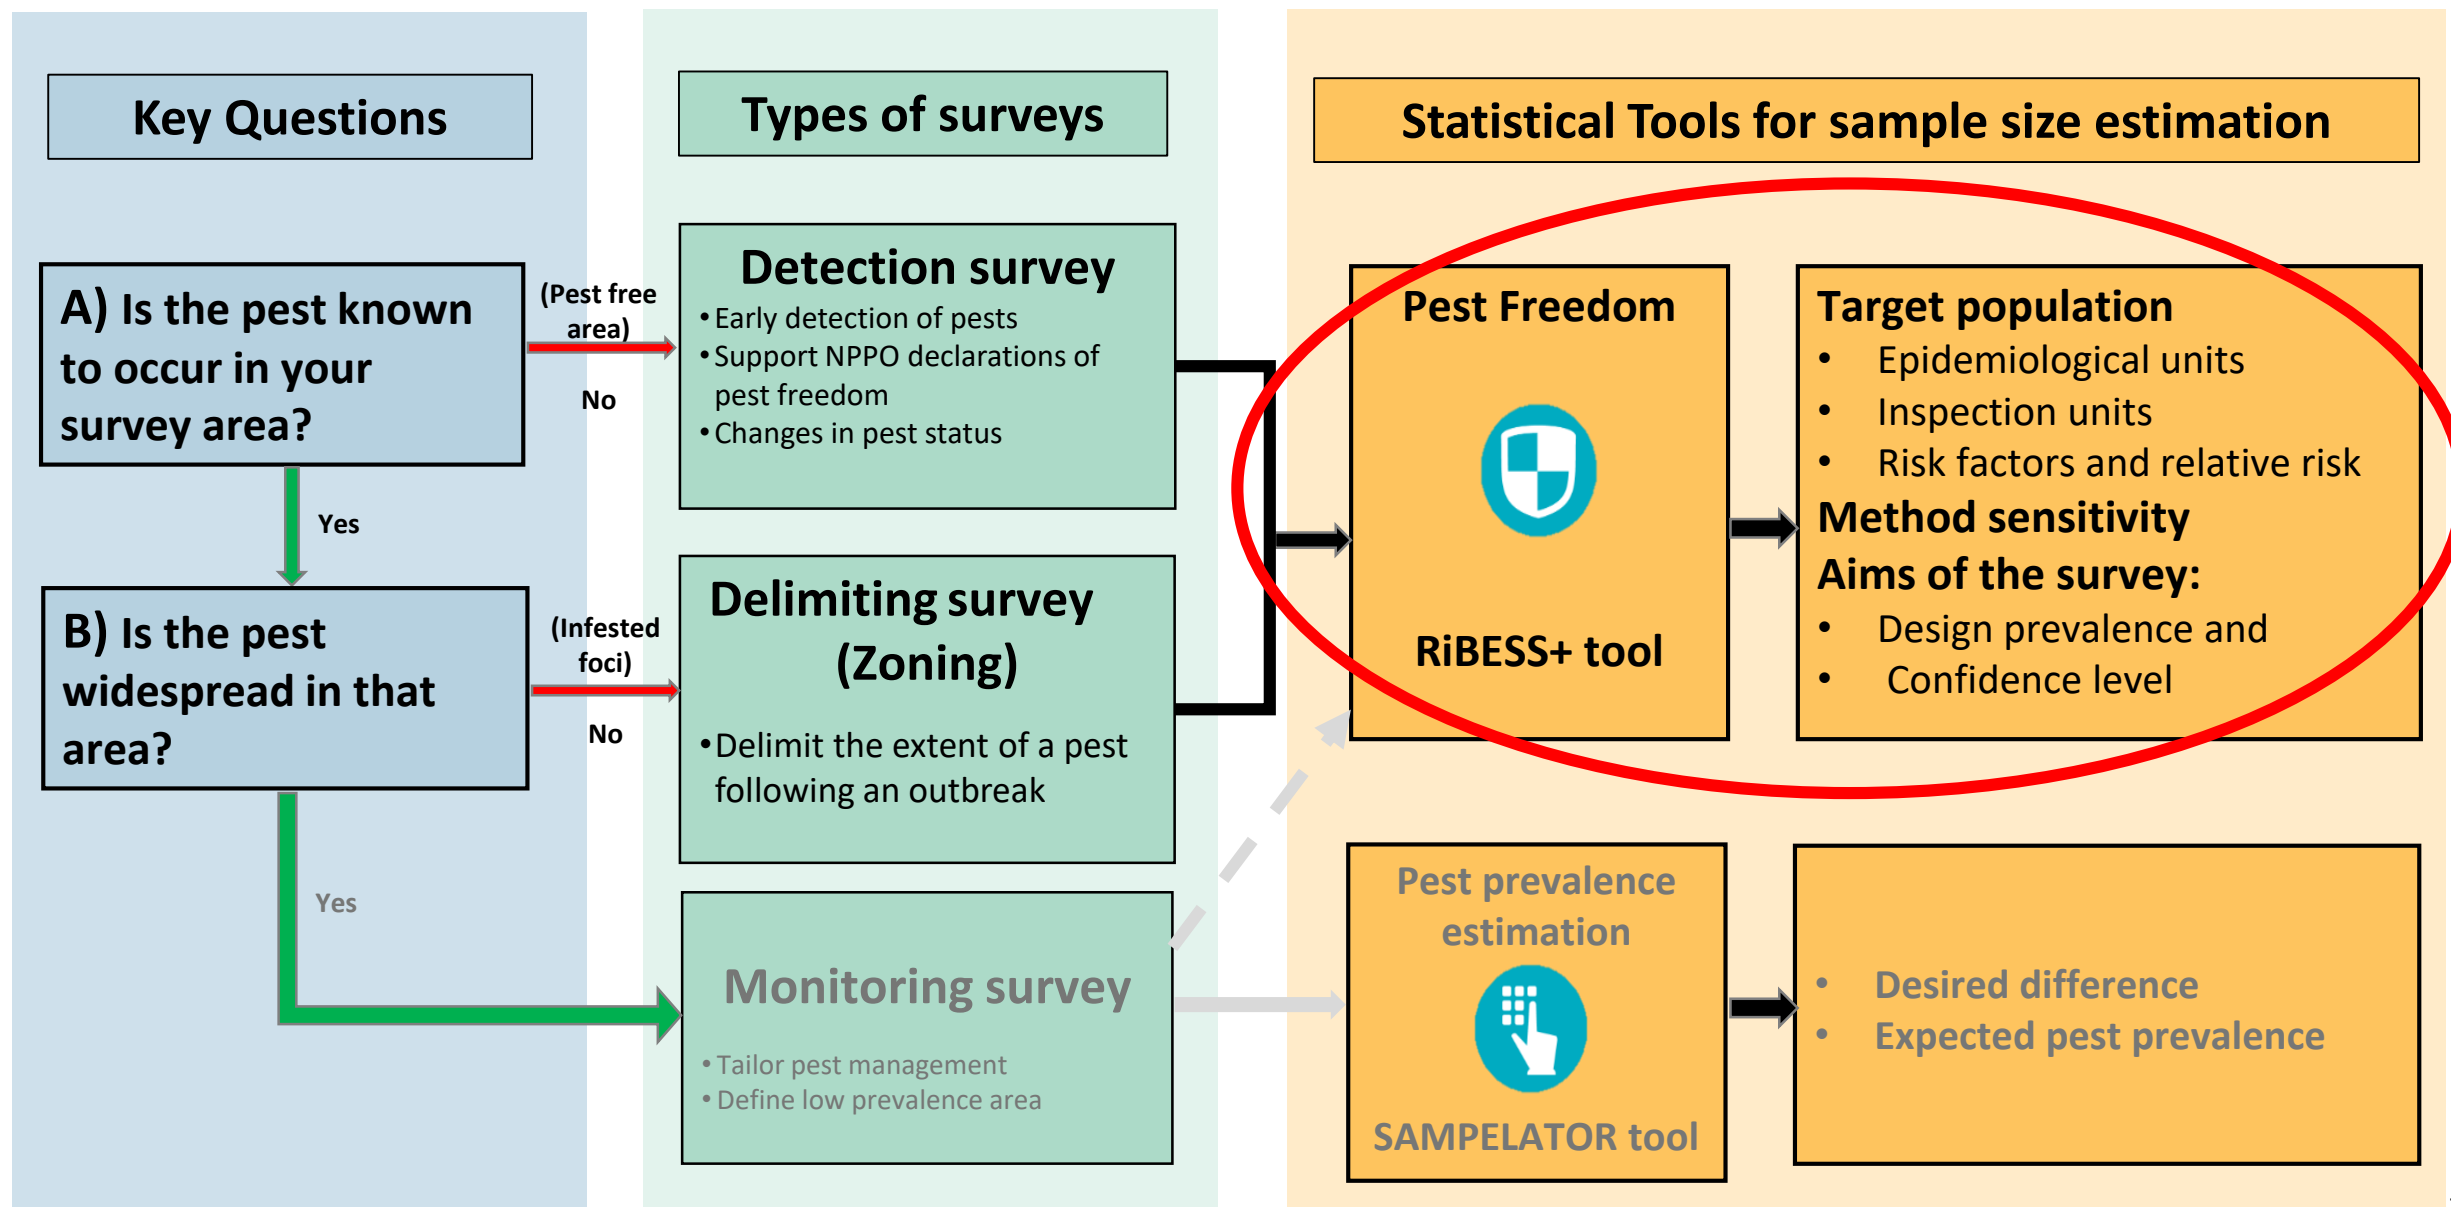 Key Questions
Types of surveys
Statistical Tools for sample size estimation
A) Is the pest known
to occur in your
survey area?
(Pest free
area)
No
Yes
B) Is the pest
widespread in that
area?
(Infested
foci)
No
Yes
Detection survey
• Early detection of pests
• Support NPPO declarations of
pest freedom
• Changes in pest status
Delimiting survey
(Zoning)
• Delimit the extent of a pest
following an outbreak
Monitoring survey
• Tailor pest management
• Define low prevalence area
Pest Freedom
RiBESS+ tool
Target population
• Epidemiological units
• Inspection units
• Risk factors and relative risk
Method sensitivity
Aims of the survey:
• Design prevalence and
• Confidence level
Pest prevalence
estimation
SAMPELATOR tool
• Desired difference
• Expected pest prevalence